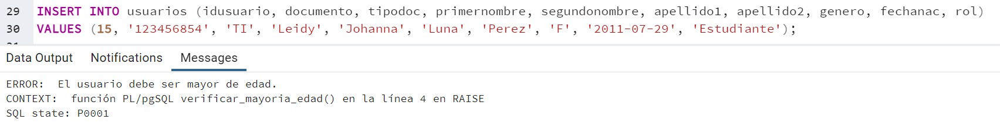 29 INSERT INTO usuarios (idusuario, documento, tipodoc, primernombre, segundonombre, apellido1, apellido2, genero, fechanac, rol)
30 VALUES (15, '123456854', 'TI', 'Leidy', 'Johanna', 'Luna', 'Perez', 'F', '2011-07-29', 'Estudiante');
Data Output Notifications Messages
ERROR:  El usuario debe ser mayor de edad.
CONTEXT:  función PL/pgSQL verificar_mayoria_edad() en la línea 4 en RAISE
SQL state: P0001